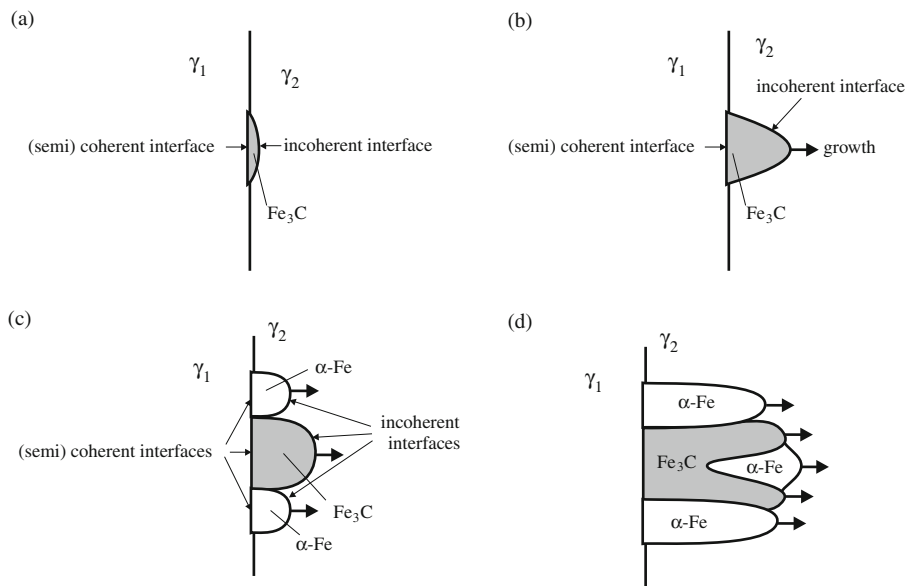 (a)
γ₁
γ₂
(semi) coherent interface
incoherent interface
Fe₃C
(b)
γ₁
γ₂
incoherent interface
(semi) coherent interface
growth
Fe₃C
(c)
γ₂
γ₁
α-Fe
(semi) coherent interfaces
incoherent
interfaces
Fe₃C
α-Fe
(d)
γ₂
γ₁
α-Fe
Fe₃C
α-Fe
α-Fe